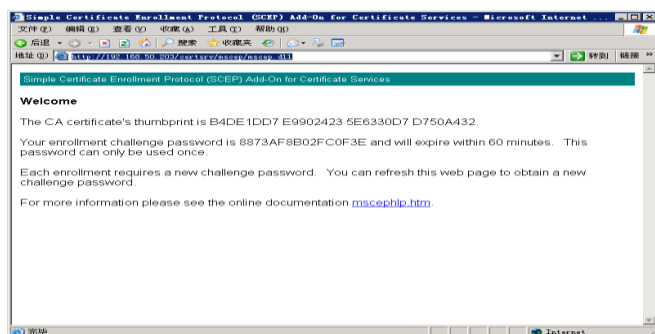 Simple Certificate Enrollment Protocol (SCEP) Add-On for Certificate Services - Microsoft Internet ...
文件(F) 编辑(E) 查看(V) 收藏(A) 工具(T) 帮助(H)
后退 搜索 收藏夹
地址(D) http://192.168.50.203/certsrv/mscep/mscep.dll 转到 链接 »
Simple Certificate Enrollment Protocol (SCEP) Add-On for Certificate Services
Welcome
The CA certificate's thumbprint is B4DE1DD7 E9902423 5E6330D7 D750A432.
Your enrollment challenge password is 8873AF8B02FC0F3E and will expire within 60 minutes. This
password can only be used once.
Each enrollment requires a new challenge password. You can refresh this web page to obtain a new
challenge password.
For more information please see the online documentation mscephlp.htm.
完毕 Internet